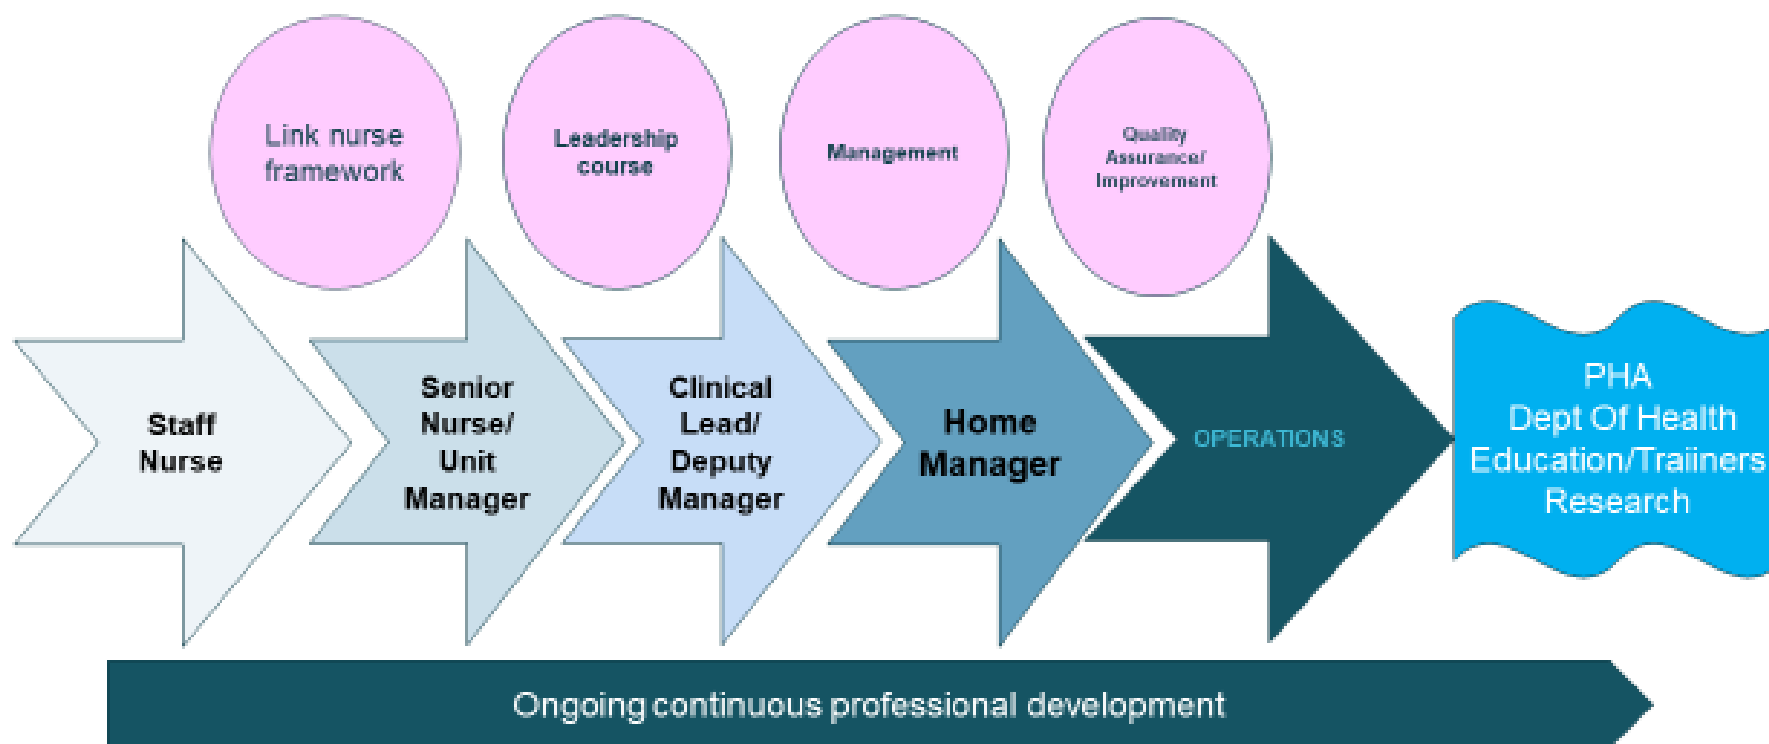 Link nurse
framework
Leadership
course
Management
Quality
Assurance/
Improvement
Staff
Nurse
Senior
Nurse/
Unit
Manager
Clinical
Lead/
Deputy
Manager
Home
Manager
OPERATIONS
PHA
Dept Of Health
Education/Traiiners
Research
Ongoing continuous professional development